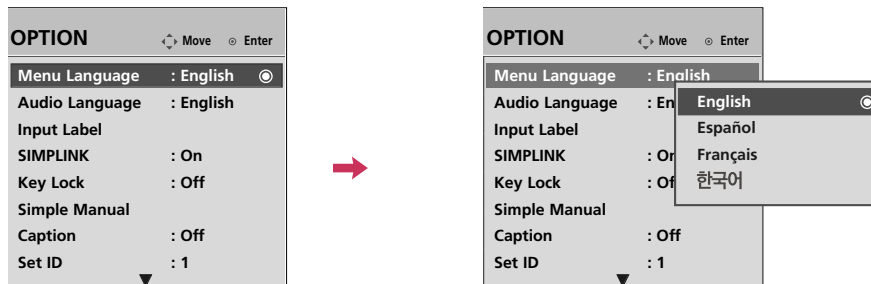 OPTION Move Enter
Menu Language : English
Audio Language : English
Input Label
SIMPLINK : On
Key Lock : Off
Simple Manual
Caption : Off
Set ID : 1
OPTION Move Enter
Menu Language : English
Audio Language : En
Input Label
SIMPLINK : Or
Key Lock : Of
Simple Manual
Caption : Off
Set ID : 1
English
Español
Français
한국어